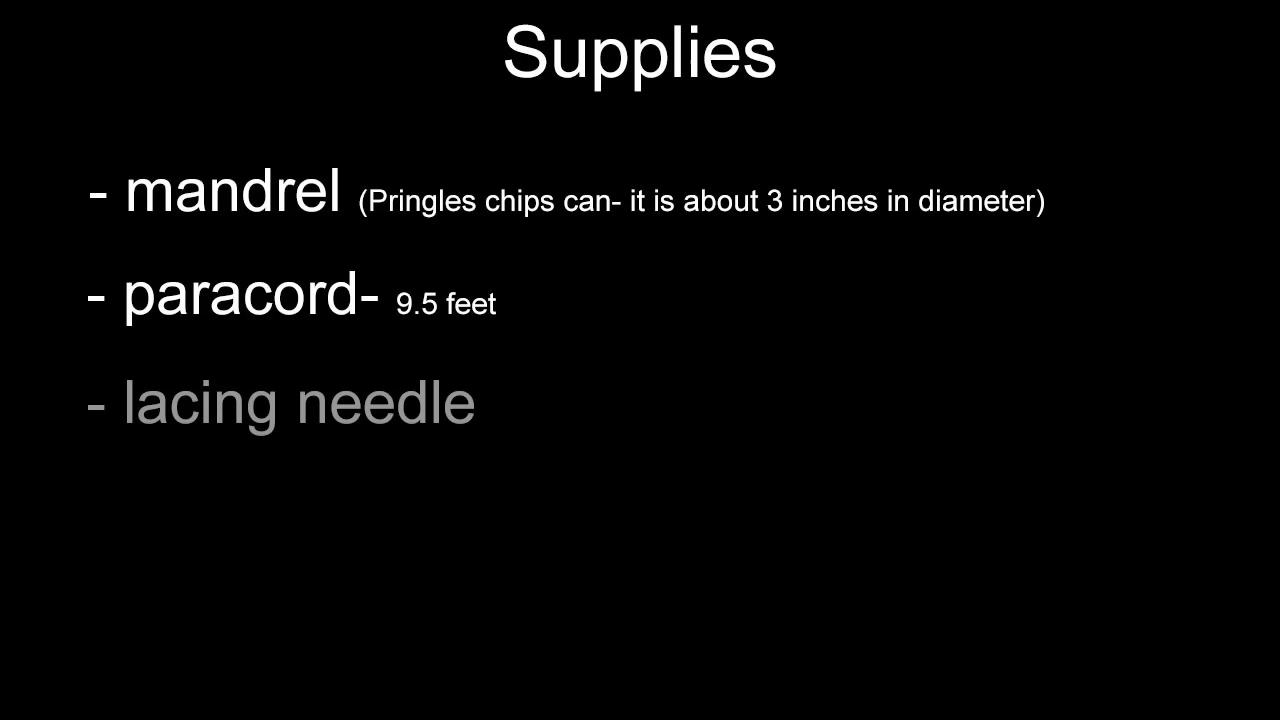 Supplies
- mandrel (Pringles chips can- it is about 3 inches in diameter)
- paracord- 9.5 feet
- lacing needle